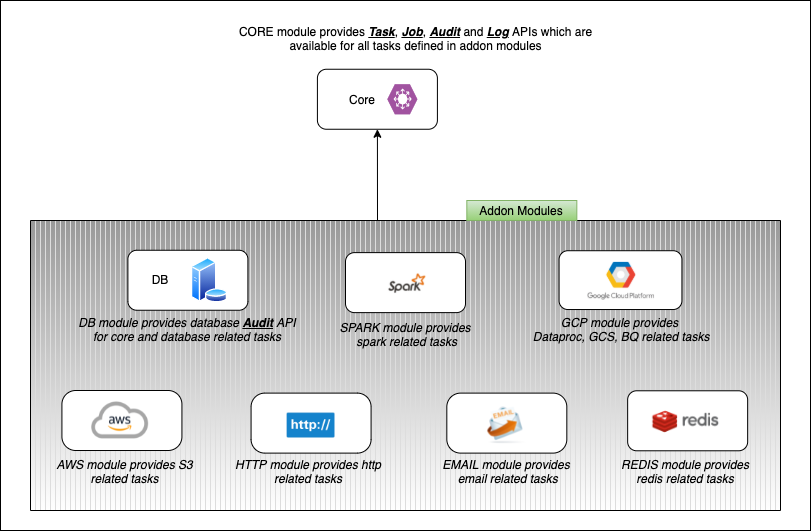 CORE module provides Task, Job, Audit and Log APIs which are
available for all tasks defined in addon modules
Core
Addon Modules
DB
Spark
Google Cloud Platform
DB module provides database Audit API
for core and database related tasks
SPARK module provides
spark related tasks
GCP module provides
Dataproc, GCS, BQ related tasks
aws
http://
EMAIL
redis
AWS module provides S3
related tasks
HTTP module provides http
related tasks
EMAIL module provides
email related tasks
REDIS module provides
redis related tasks